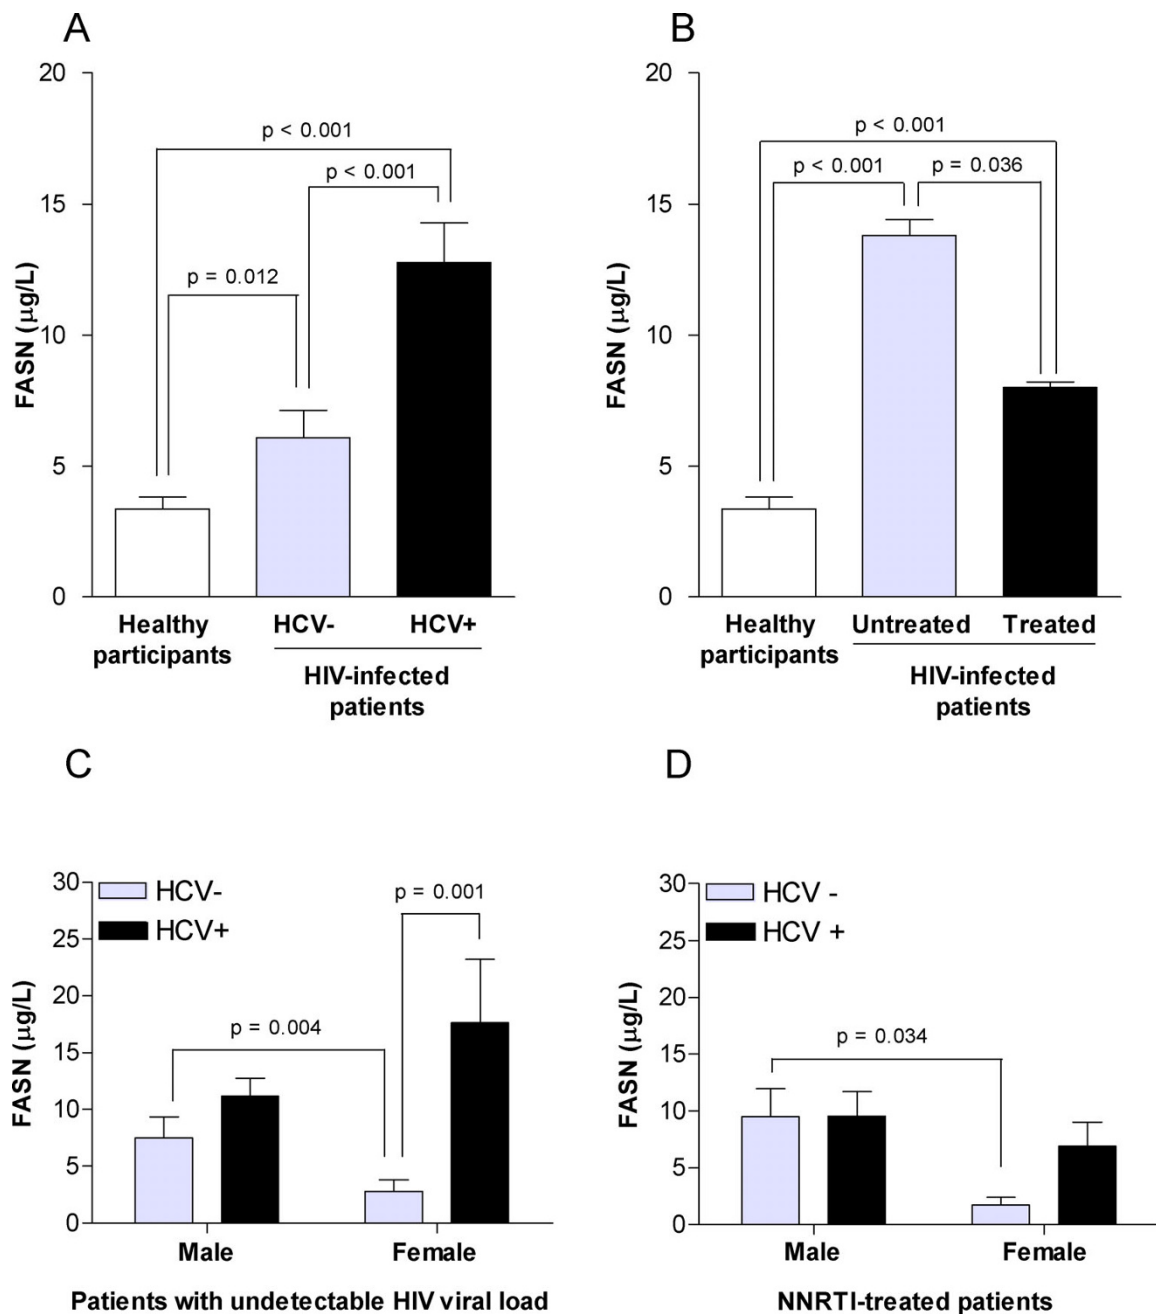 A
20
15
10
5
0
FASN (µg/L)
p < 0.001
p < 0.001
p = 0.012
Healthy
participants
HCV-
HCV+
HIV-infected
patients
B
20
15
10
5
0
FASN (µg/L)
p < 0.001
p < 0.001
p = 0.036
Healthy
participants
Untreated
Treated
HIV-infected
patients
C
30
25
20
15
10
5
0
FASN (µg/L)
HCV-
HCV+
p = 0.001
p = 0.004
Male
Female
Patients with undetectable HIV viral load
D
30
25
20
15
10
5
0
FASN (µg/L)
HCV -
HCV +
p = 0.034
Male
Female
NNRTI-treated patients